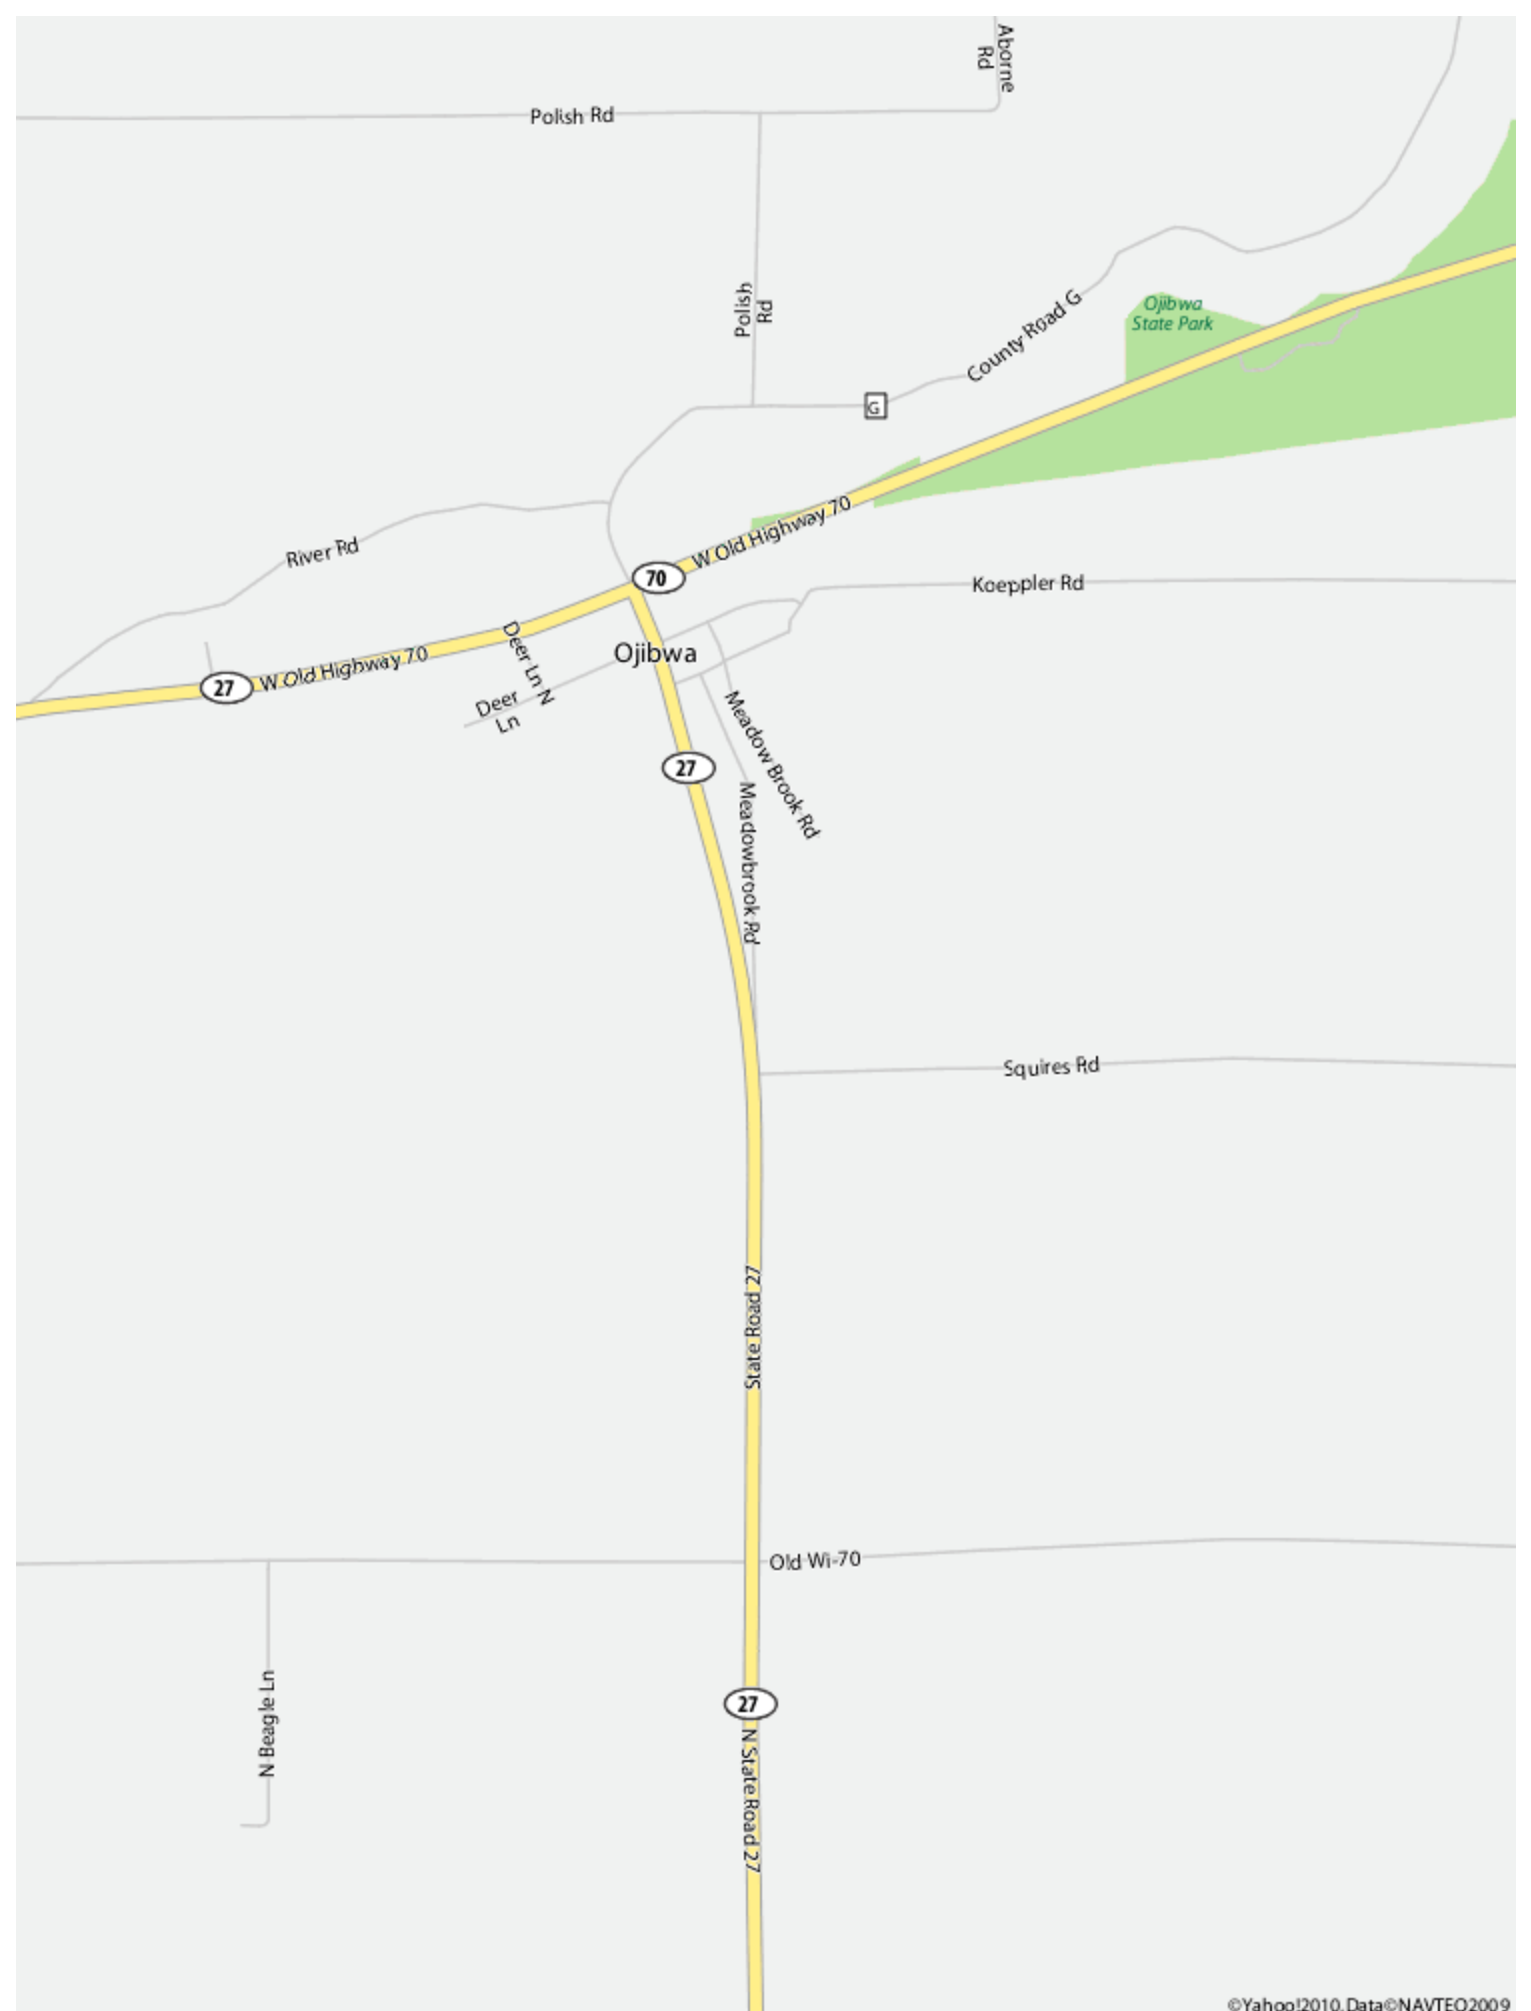 Aborne
Rd
Polish Rd
Polish
Rd
Ojibwa
State Park
County Road G
G
W Old Highway 70
River Rd
70
Koeppler Rd
Deer Ln N
Ojibwa
W Old Highway 70
27
Deer
Ln
Meadow Brook Rd
27
Meadowbrook Rd
Squires Rd
State Road 27
Old Wi-70
N Beagle Ln
27
N State Road 27
©Yahoo!2010,Data©NAVTEQ2009